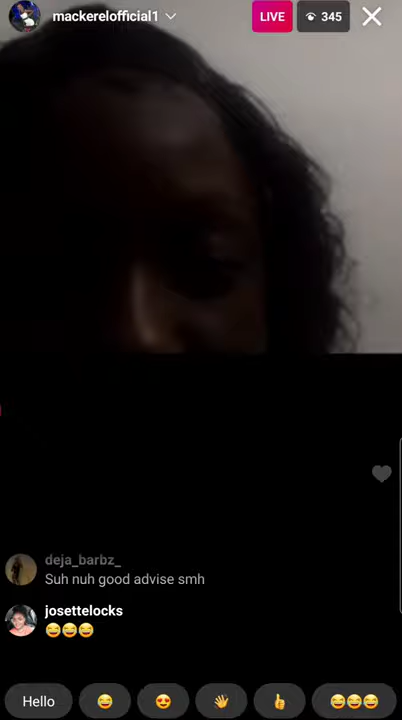 mackerelofficial1
LIVE
345
deja_barbz_
Suh nuh good advise smh
josettelocks
😂😂😂
Hello
😂
😍
👋
👍
😂😂😂